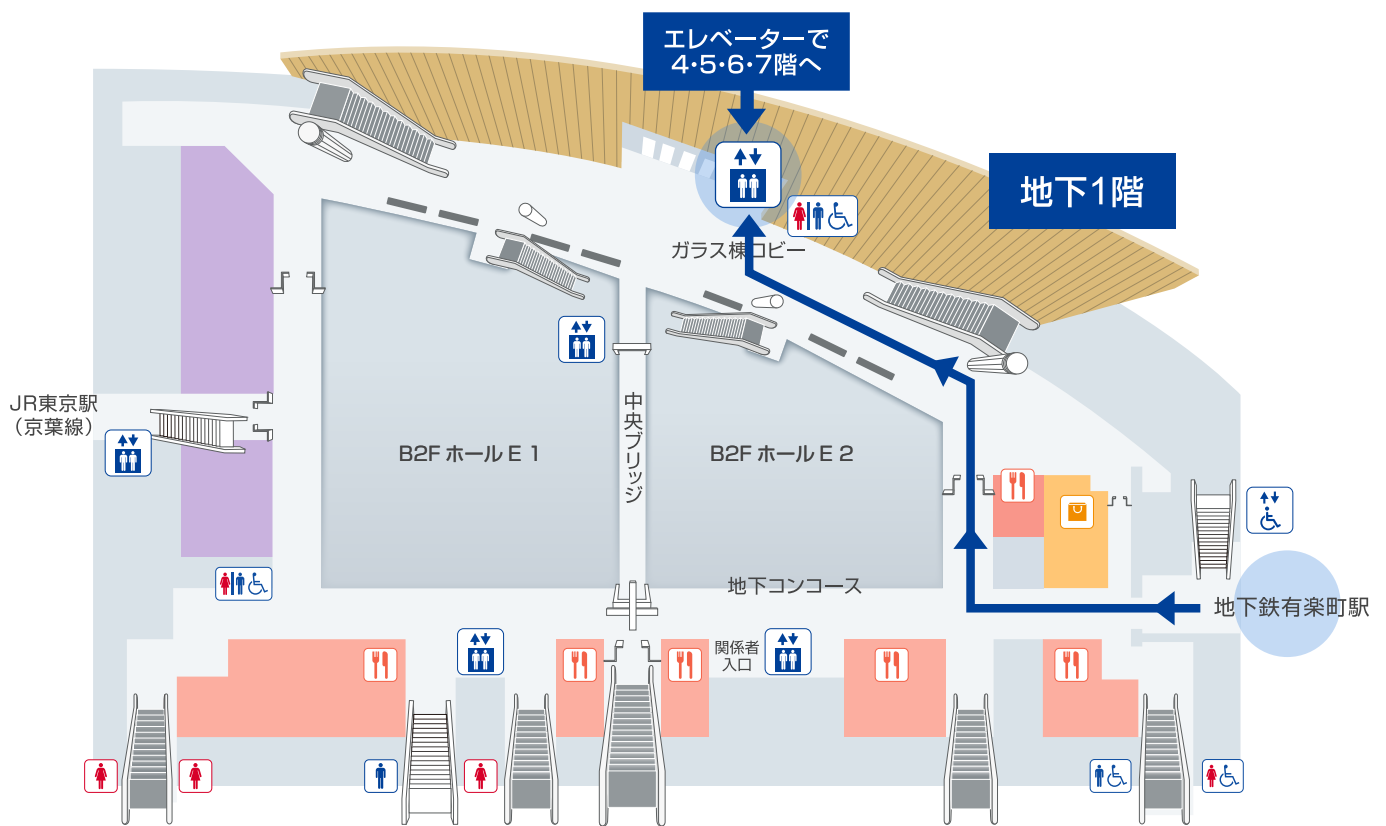 エレベーターで
4・5・6・7階へ
地下1階
ガラス棟ロビー
JR東京駅
（京葉線）
中央ブリッジ
B2F ホール E 1
B2F ホール E 2
地下コンコース
地下鉄有楽町駅
関係者
入口